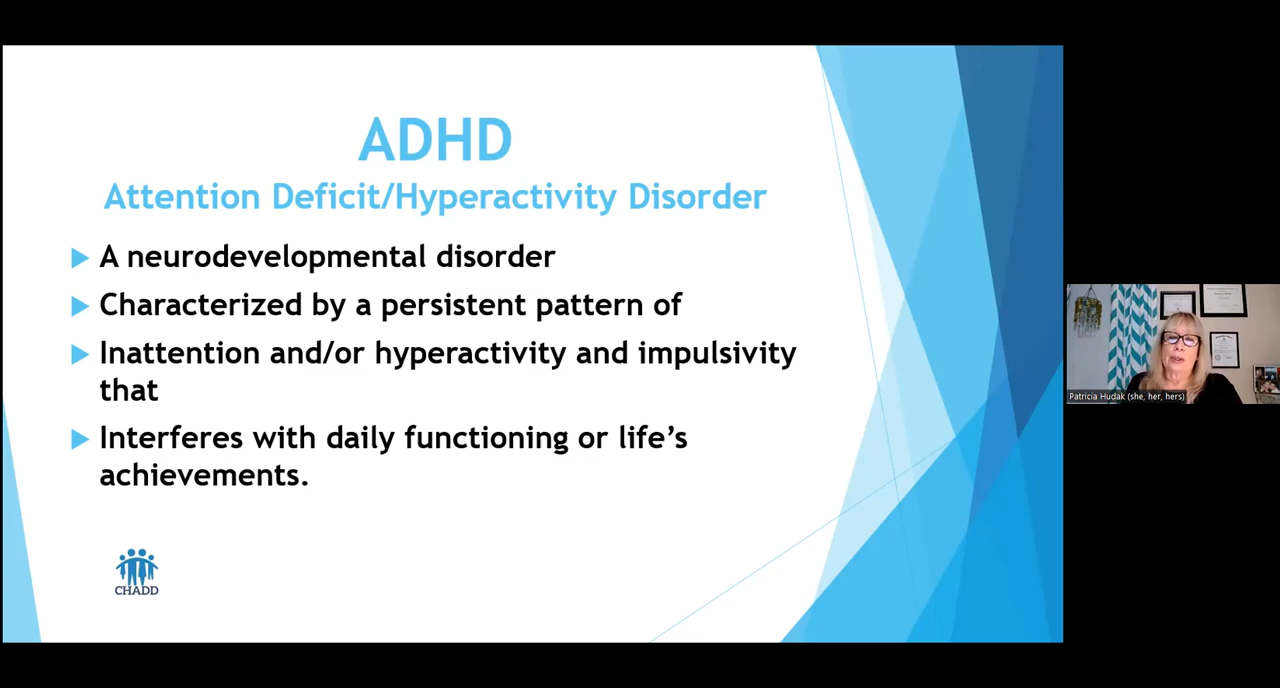 ADHD
Attention Deficit/Hyperactivity Disorder
A neurodevelopmental disorder
Characterized by a persistent pattern of
Inattention and/or hyperactivity and impulsivity
that
Interferes with daily functioning or life’s
achievements.
CHADD
Patricia Hudak (she, her, hers)